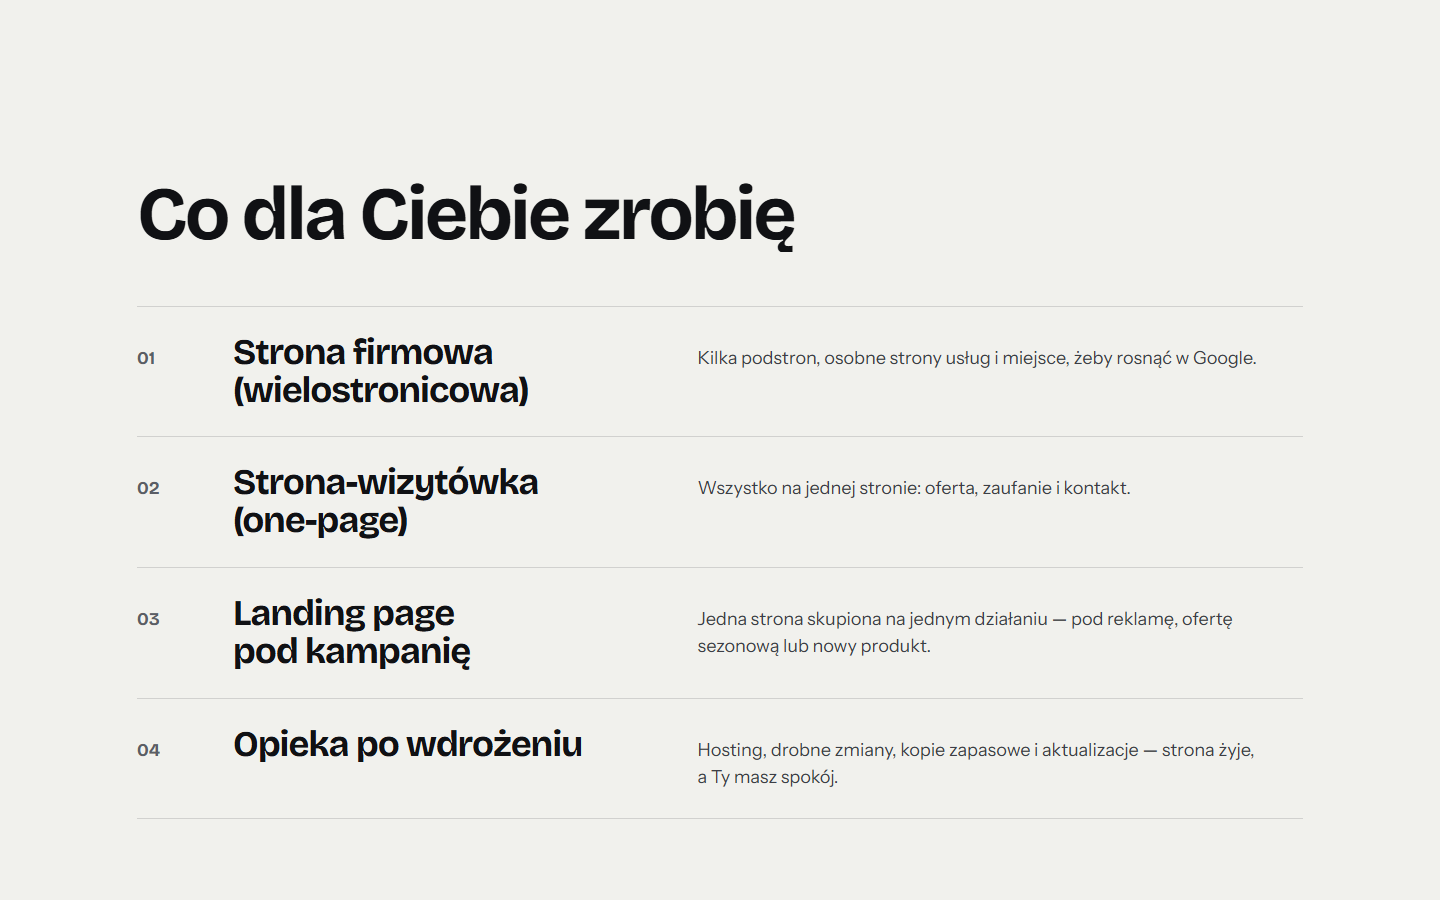 Co dla Ciebie zrobię
01
Strona firmowa
(wielostronicowa)
Kilka podstron, osobne strony usług i miejsce, żeby rosnąć w Google.
02
Strona-wizytówka
(one-page)
Wszystko na jednej stronie: oferta, zaufanie i kontakt.
03
Landing page
pod kampanię
Jedna strona skupiona na jednym działaniu — pod reklamę, ofertę
sezonową lub nowy produkt.
04
Opieka po wdrożeniu
Hosting, drobne zmiany, kopie zapasowe i aktualizacje — strona żyje,
a Ty masz spokój.